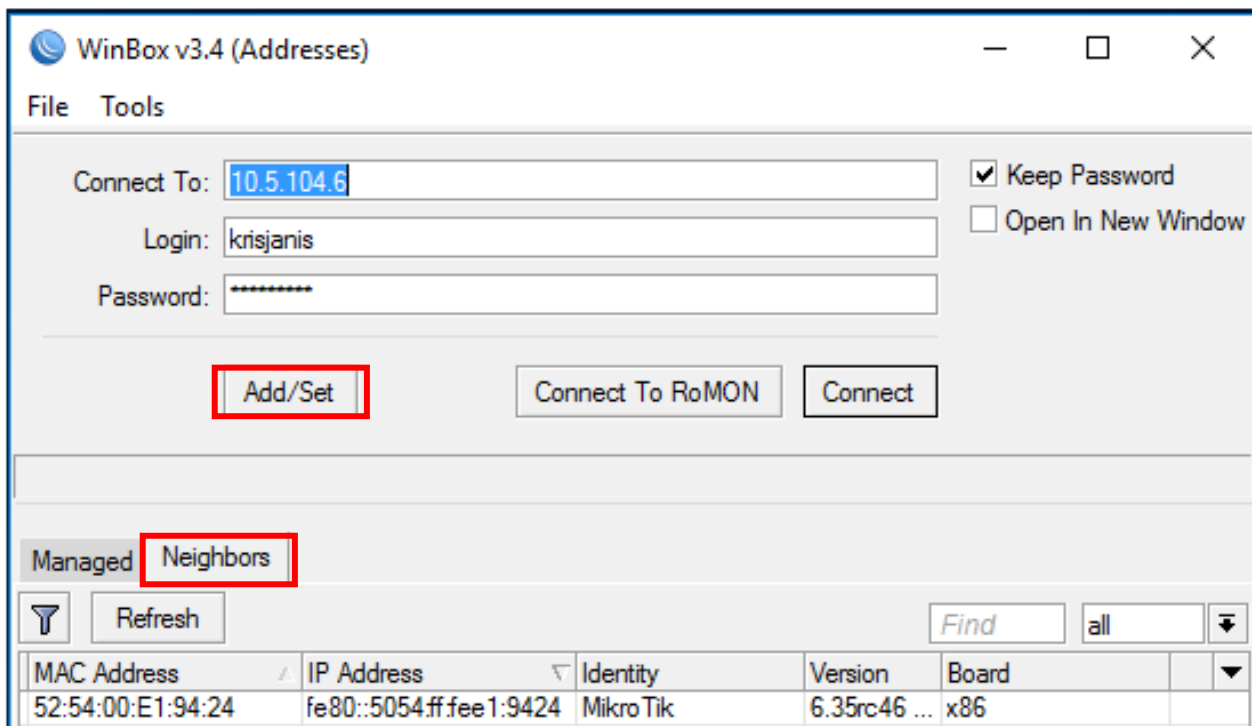 WinBox v3.4 (Addresses)
File Tools
Connect To: 10.5.104.6 Keep Password
Open In New Window
Login: krisjanis
Password: *********
Add/Set Connect To RoMON Connect
Managed Neighbors
Refresh Find all
MAC Address IP Address Identity Version Board
52:54:00:E1:94:24 fe80::5054:ff:fee1:9424 MikroTik 6.35rc46 ... x86